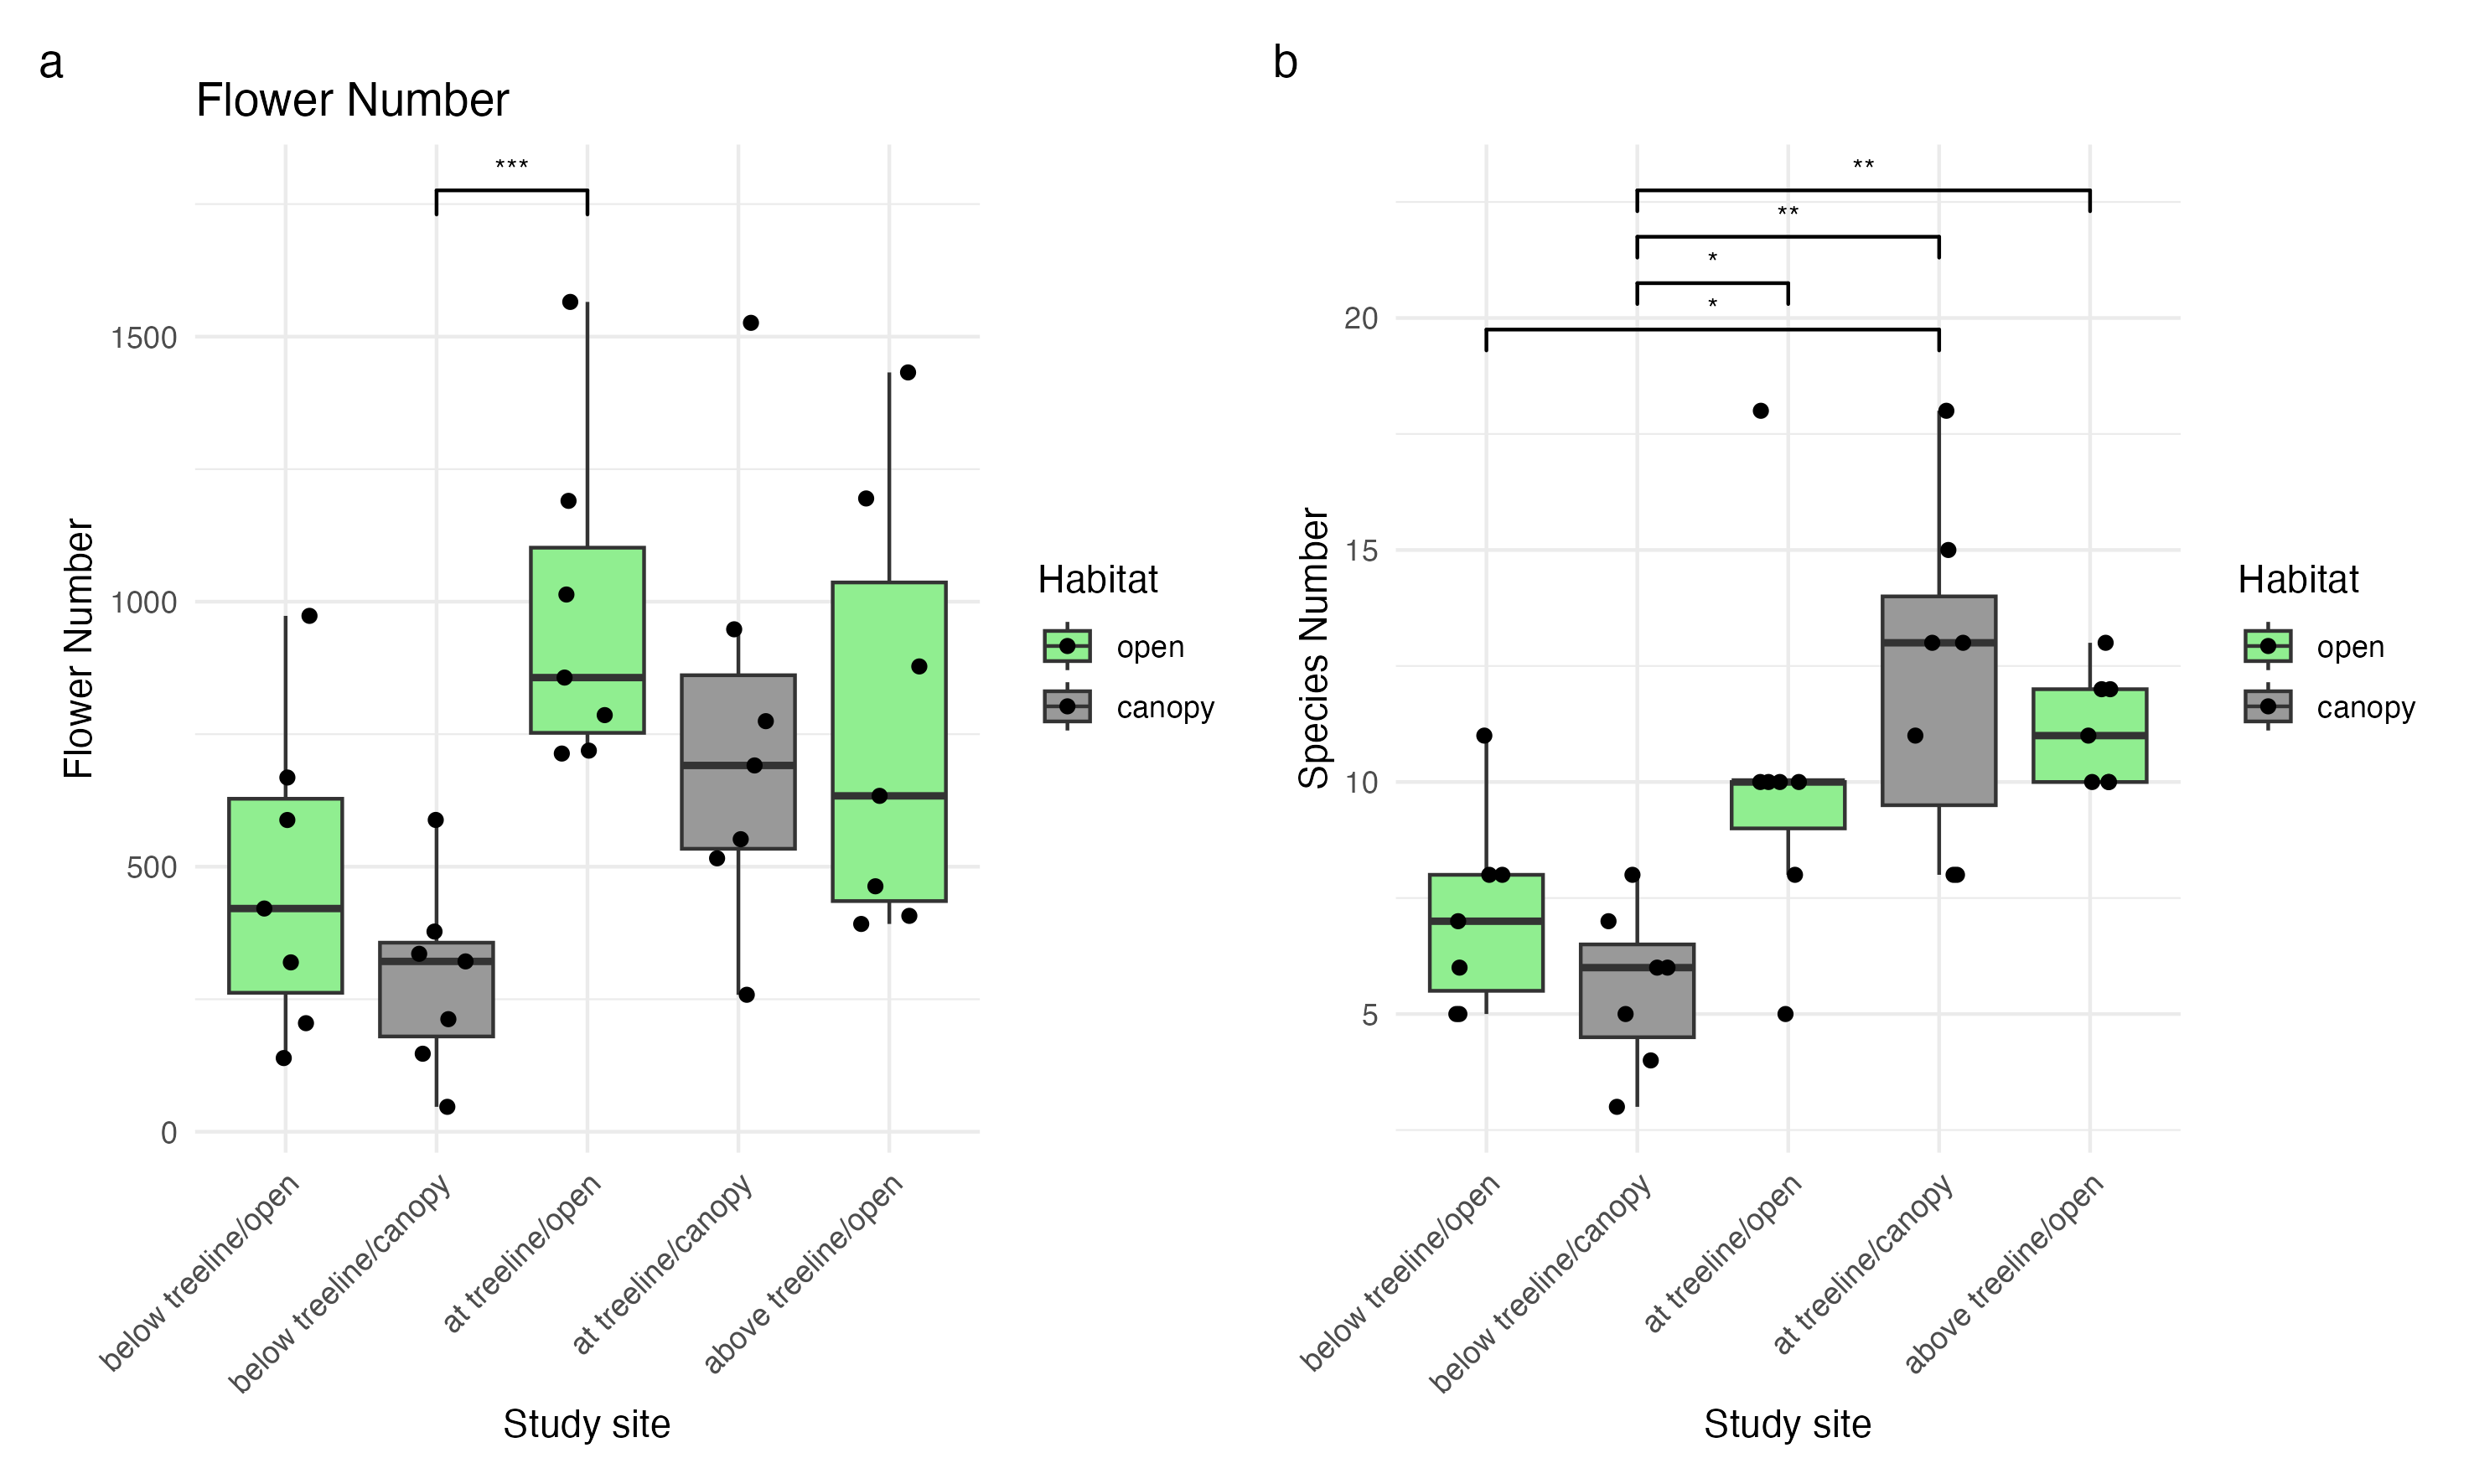 a
Flower Number
***
Flower Number
1500
1000
500
0
below treeline/open
below treeline/canopy
at treeline/open
at treeline/canopy
above treeline/open
Study site
Habitat
open
canopy
b
**
**
*
*
Species Number
20
15
10
5
below treeline/open
below treeline/canopy
at treeline/open
at treeline/canopy
above treeline/open
Study site
Habitat
open
canopy